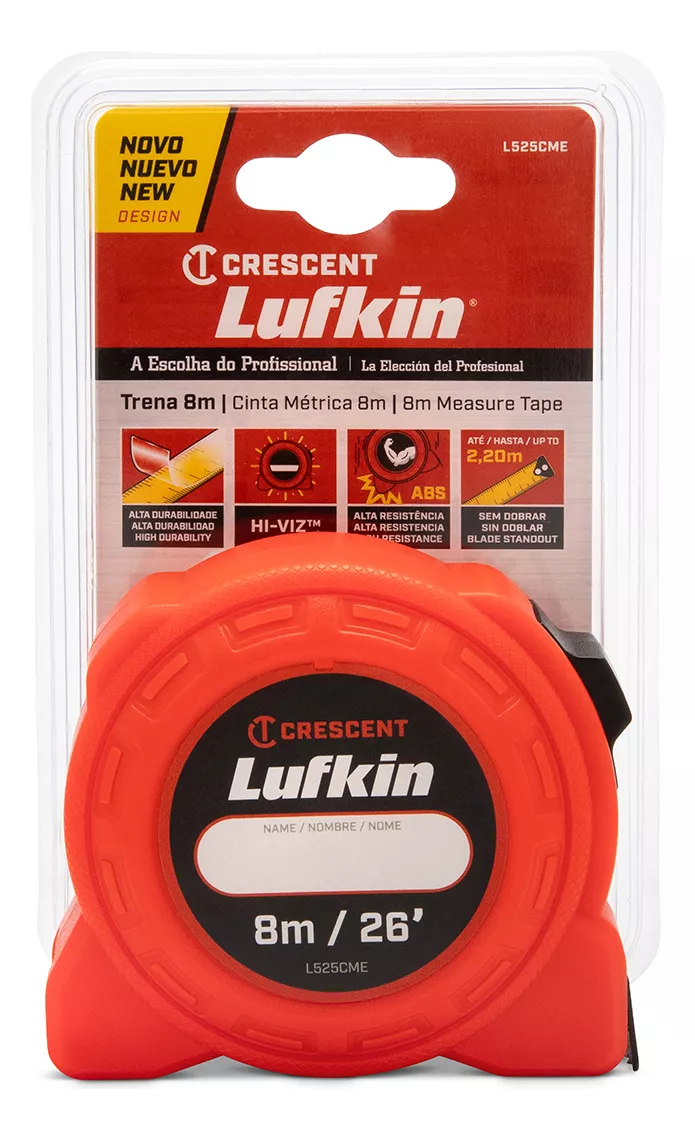 NOVO
NUEVO
NEW
DESIGN
L525CME
CRESCENT
Lufkin®
A Escolha do Profissional | La Elección del Profesional
Trena 8m | Cinta Métrica 8m | 8m Measure Tape
ALTA DURABILIDADE
ALTA DURABILIDAD
HIGH DURABILITY
HI-VIZ™
ABS
ALTA RESISTÊNCIA
ALTA RESISTENCIA
RESISTANCE
ATÉ / HASTA / UP TO
2,20m
SEM DOBRAR
SIN DOBLAR
BLADE STANDOUT
CRESCENT
Lufkin
NAME / NOMBRE / NOME
8m / 26’
L525CME